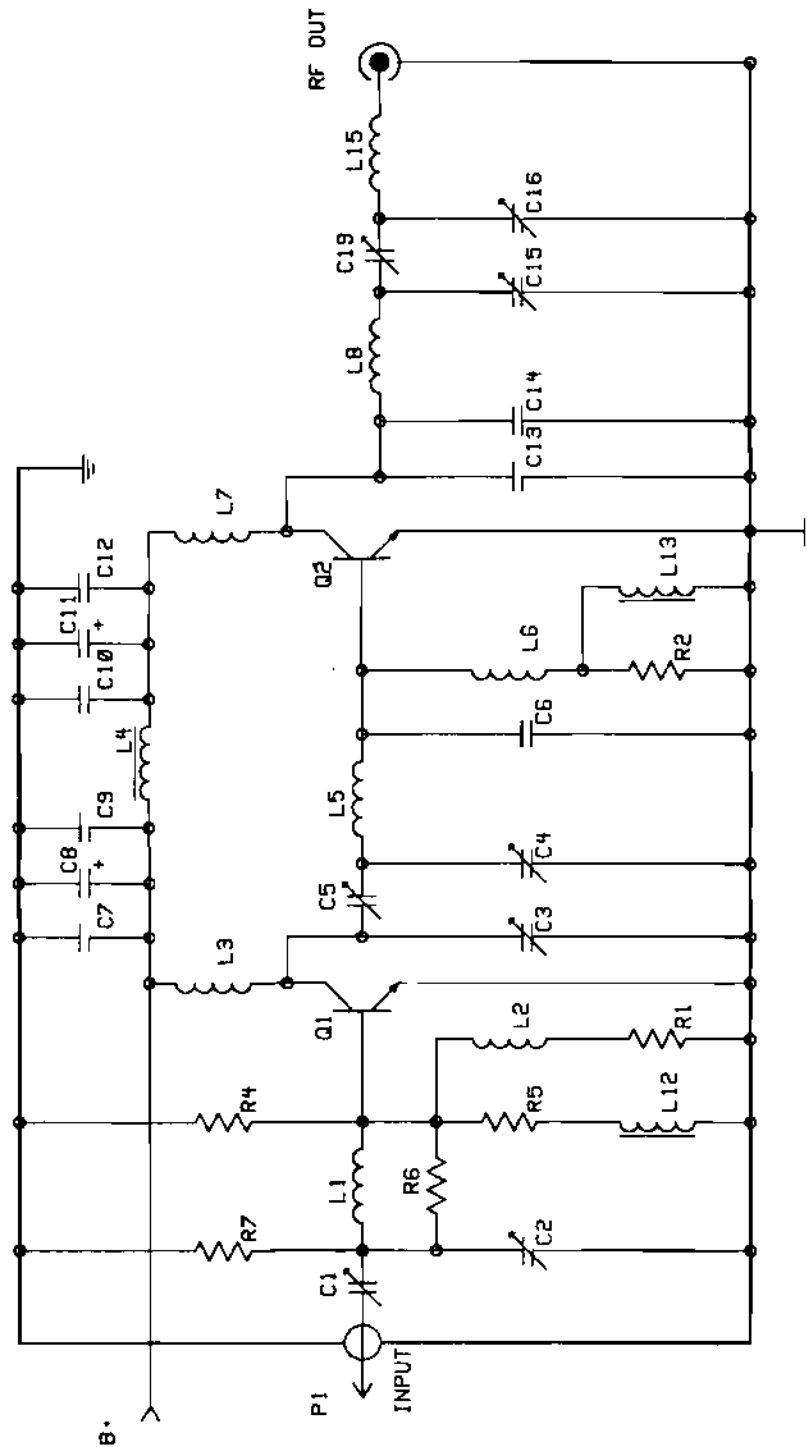 B+
P1
INPUT
C1
R7
L1
R4
R6
C2
R5
L12
L2
R1
Q1
L3
C7
C8
+
C9
L4
C10
C11
+
C12
C5
C3
C4
L5
C6
L6
R2
L13
Q2
L7
C13
C14
L8
C15
C19
C16
L15
RF OUT